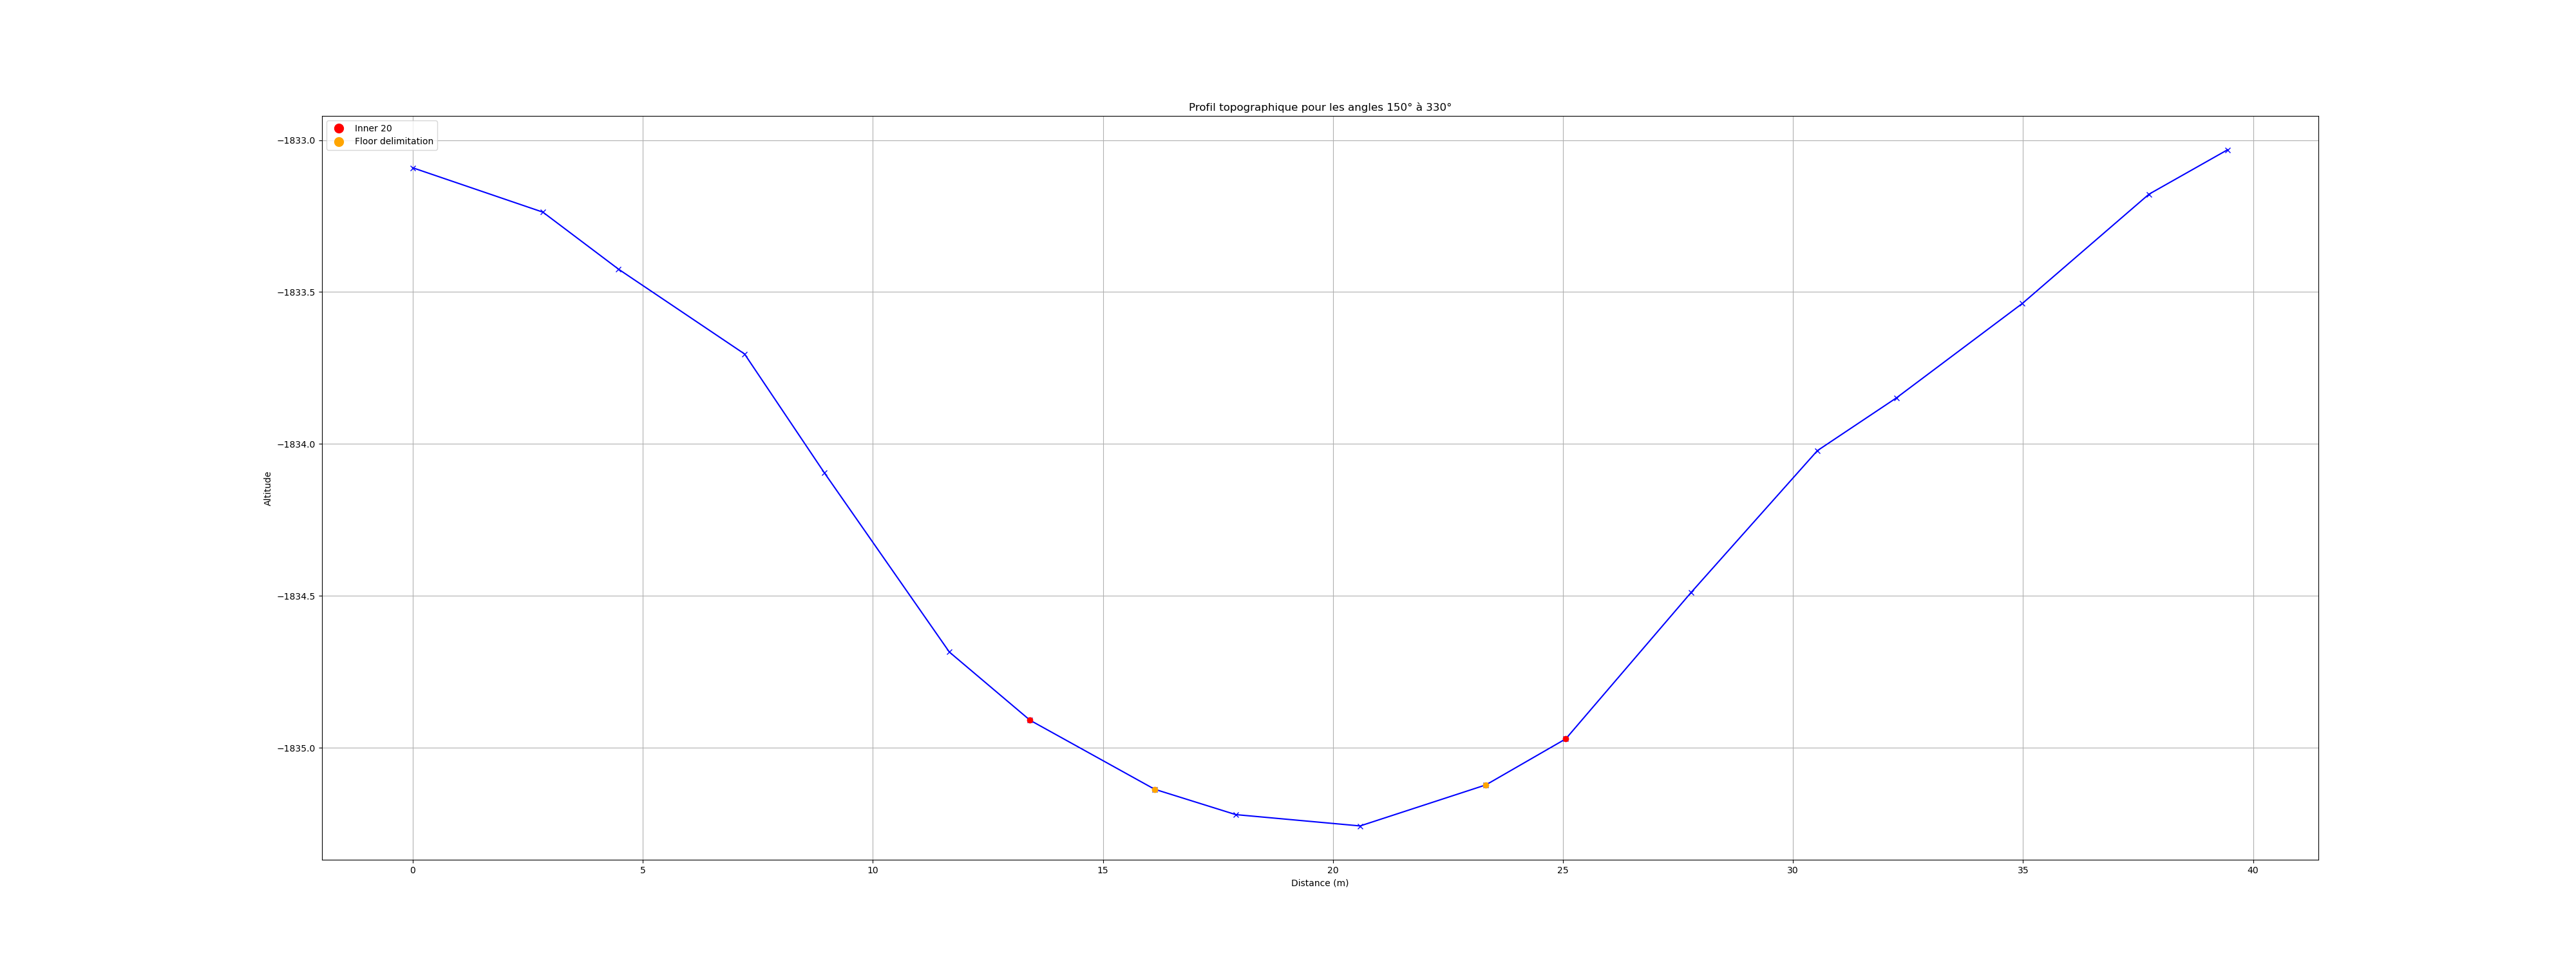 Profil topographique pour les angles 150° à 330°
Inner 20
Floor delimitation
−1833.0
−1833.5
−1834.0
−1834.5
−1835.0
Altitude
0 5 10 15 20 25 30 35 40
Distance (m)